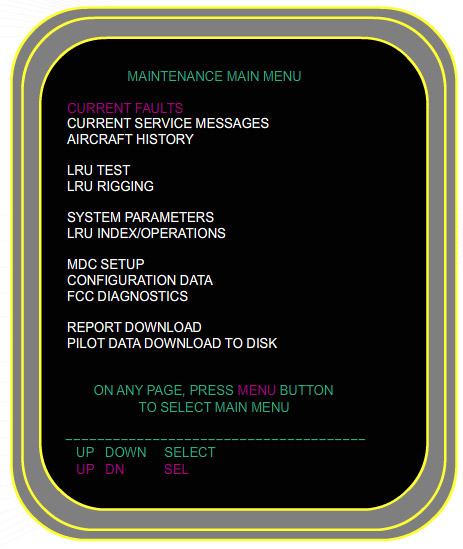 MAINTENANCE MAIN MENU
CURRENT FAULTS
CURRENT SERVICE MESSAGES
AIRCRAFT HISTORY
LRU TEST
LRU RIGGING
SYSTEM PARAMETERS
LRU INDEX/OPERATIONS
MDC SETUP
CONFIGURATION DATA
FCC DIAGNOSTICS
REPORT DOWNLOAD
PILOT DATA DOWNLOAD TO DISK
ON ANY PAGE, PRESS MENU BUTTON
TO SELECT MAIN MENU
UP DOWN SELECT
UP DN SEL